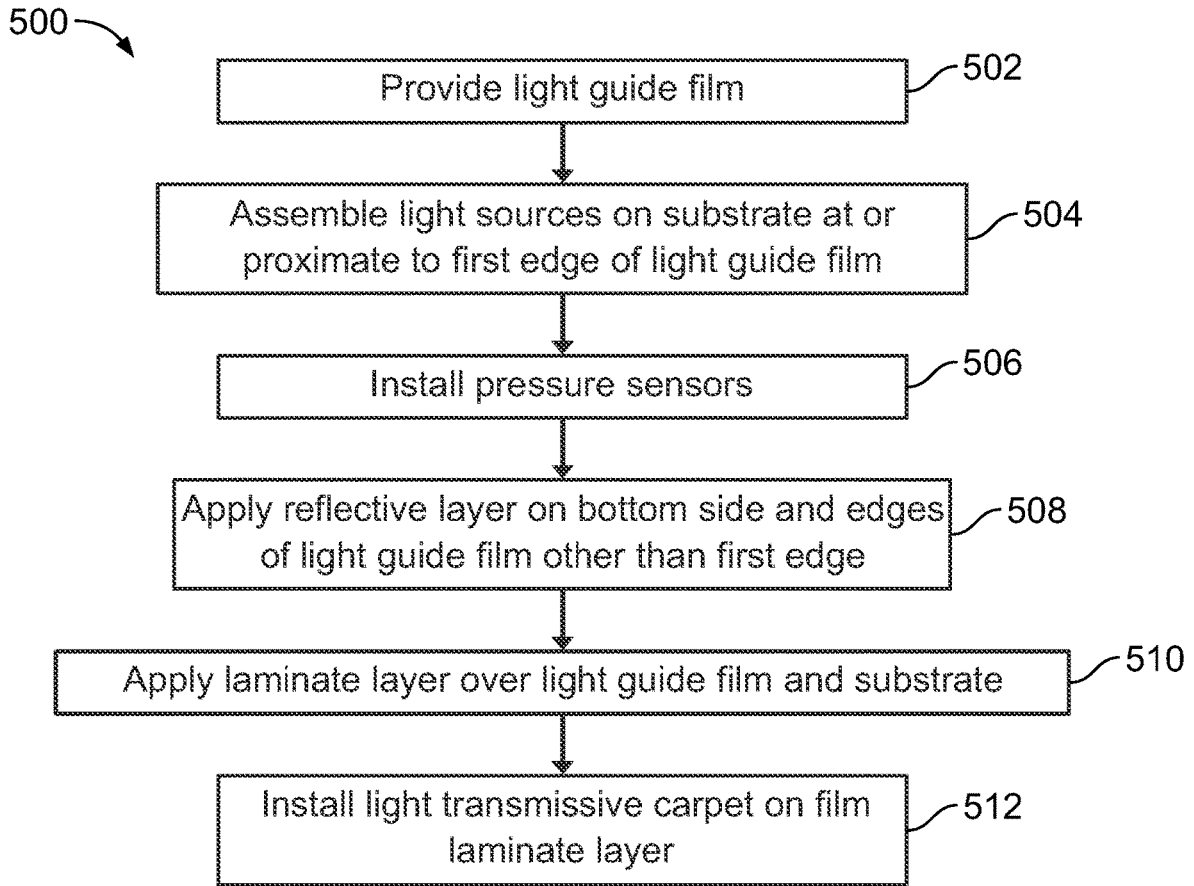 500
Provide light guide film
502
Assemble light sources on substrate at or
proximate to first edge of light guide film
504
Install pressure sensors
506
Apply reflective layer on bottom side and edges
of light guide film other than first edge
508
Apply laminate layer over light guide film and substrate
510
Install light transmissive carpet on film
laminate layer
512